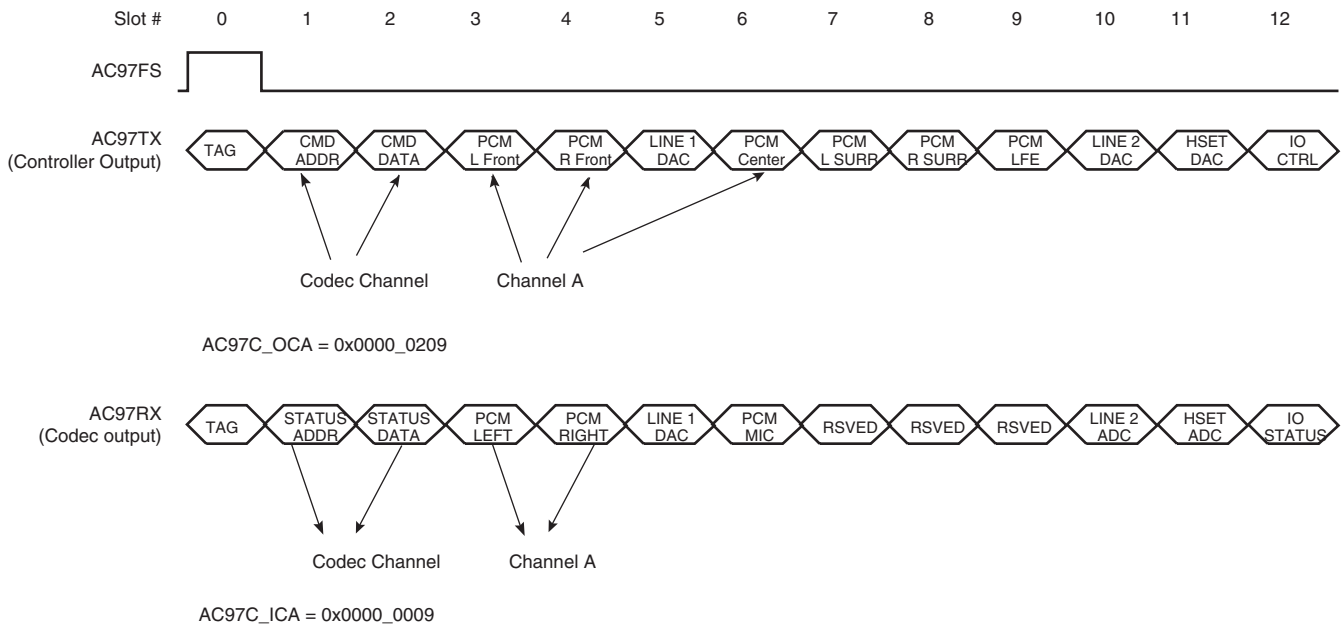 Slot # 0 1 2 3 4 5 6 7 8 9 10 11 12
AC97FS
AC97TX
(Controller Output)
TAG
CMD
ADDR
CMD
DATA
PCM
L Front
PCM
R Front
LINE 1
DAC
PCM
Center
PCM
L SURR
PCM
R SURR
PCM
LFE
LINE 2
DAC
HSET
DAC
IO
CTRL
Codec Channel
Channel A
AC97C_OCA = 0x0000_0209
AC97RX
(Codec output)
TAG
STATUS
ADDR
STATUS
DATA
PCM
LEFT
PCM
RIGHT
LINE 1
DAC
PCM
MIC
RSVED
RSVED
RSVED
LINE 2
ADC
HSET
ADC
IO
STATUS
Codec Channel
Channel A
AC97C_ICA = 0x0000_0009